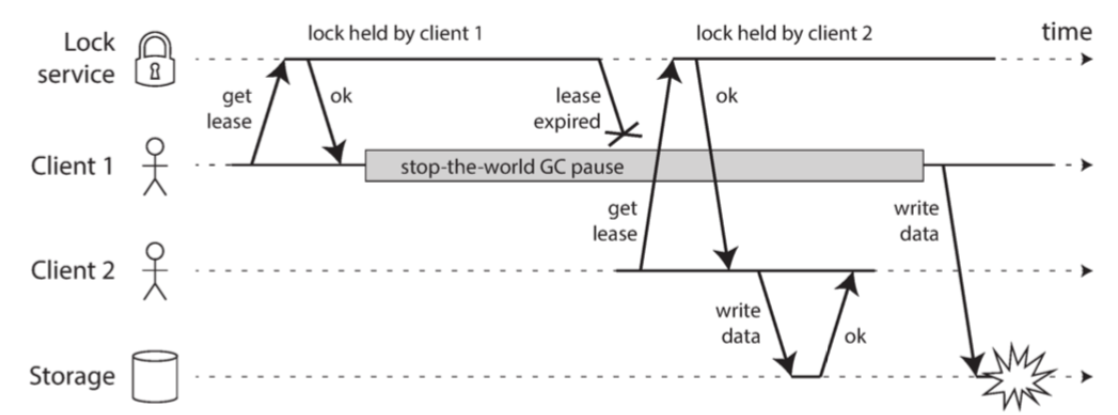 lock held by client 1
lock held by client 2
time
Lock
service
get
lease
ok
lease
expired
ok
Client 1
stop-the-world GC pause
get
lease
write
data
Client 2
write
data
ok
Storage